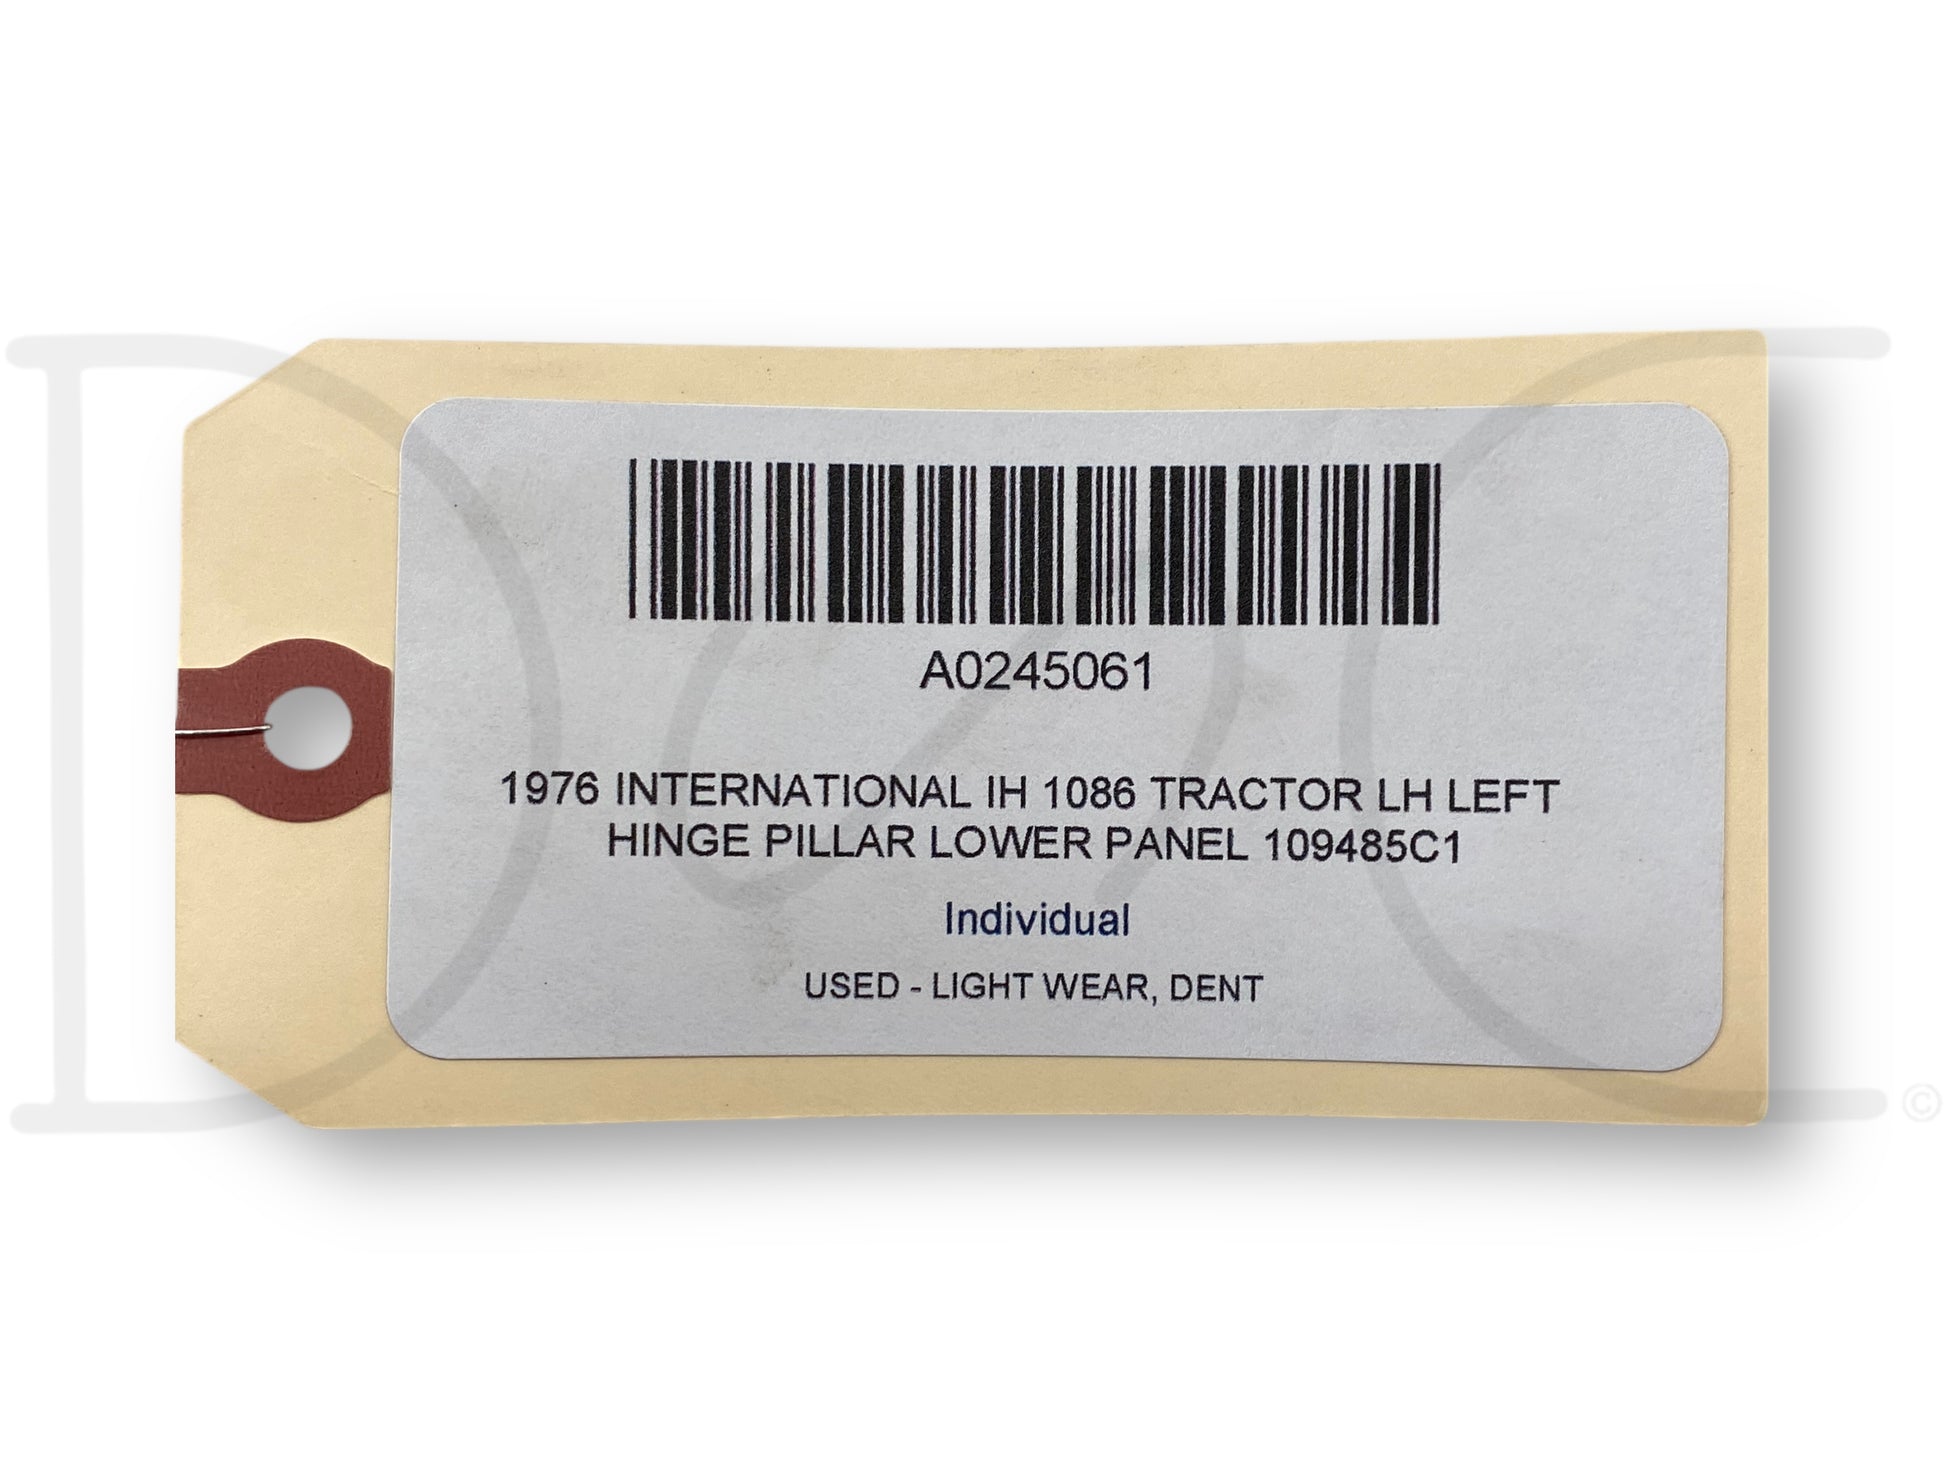 A0245061
1976 INTERNATIONAL IH 1086 TRACTOR LH LEFT
HINGE PILLAR LOWER PANEL 109485C1
Individual
USED - LIGHT WEAR, DENT
©